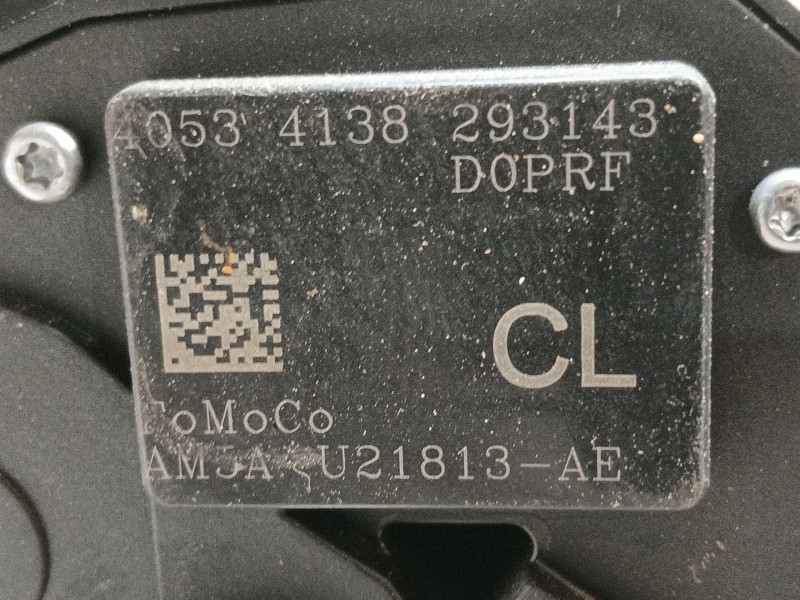 4053 4138 293143
D0PRF
CL
FoMoCo
AM5A U21813-AE